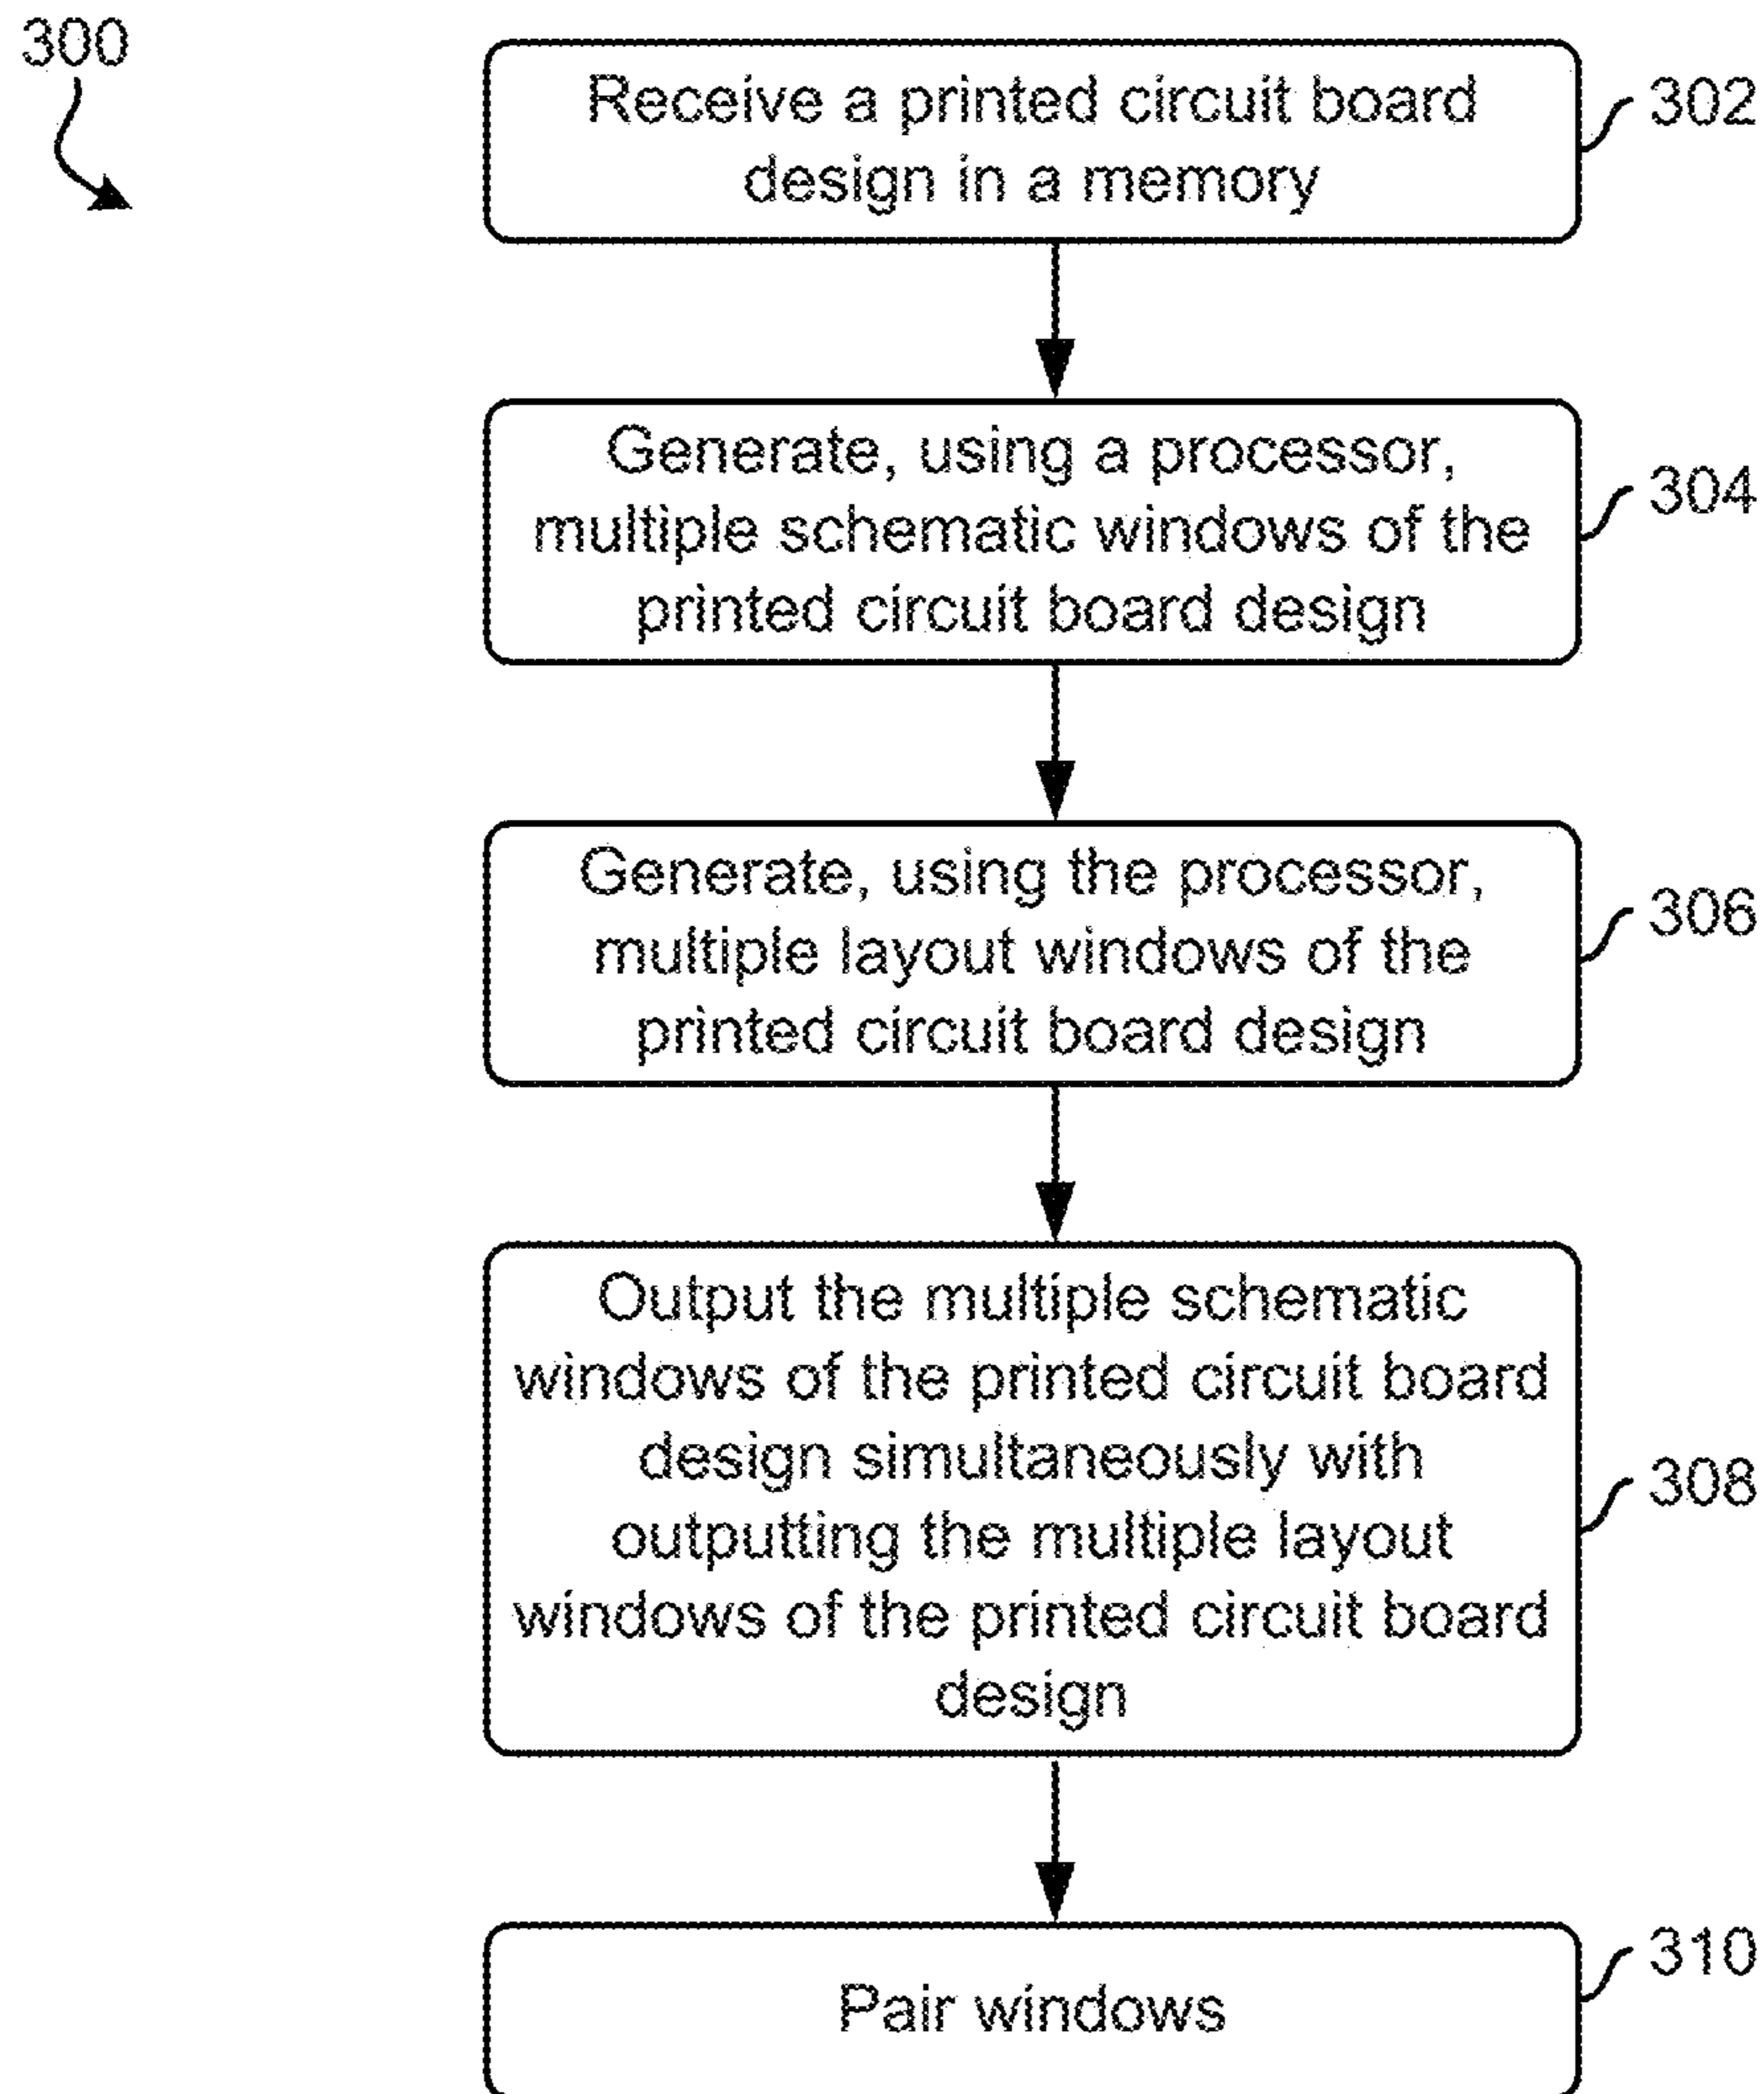 300
Receive a printed circuit board
design in a memory
302
Generate, using a processor,
multiple schematic windows of the
printed circuit board design
304
Generate, using the processor,
multiple layout windows of the
printed circuit board design
306
Output the multiple schematic
windows of the printed circuit board
design simultaneously with
outputting the multiple layout
windows of the printed circuit board
design
308
Pair windows
310